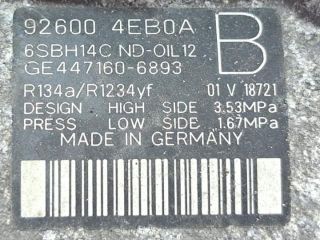 92600 4EB0A
6SBH14C ND-OIL12
B
GE447160-6893
R134a/R1234yf 01 V 18721
DESIGN HIGH SIDE 3.53MPa
PRESS LOW SIDE 1.67MPa
MADE IN GERMANY